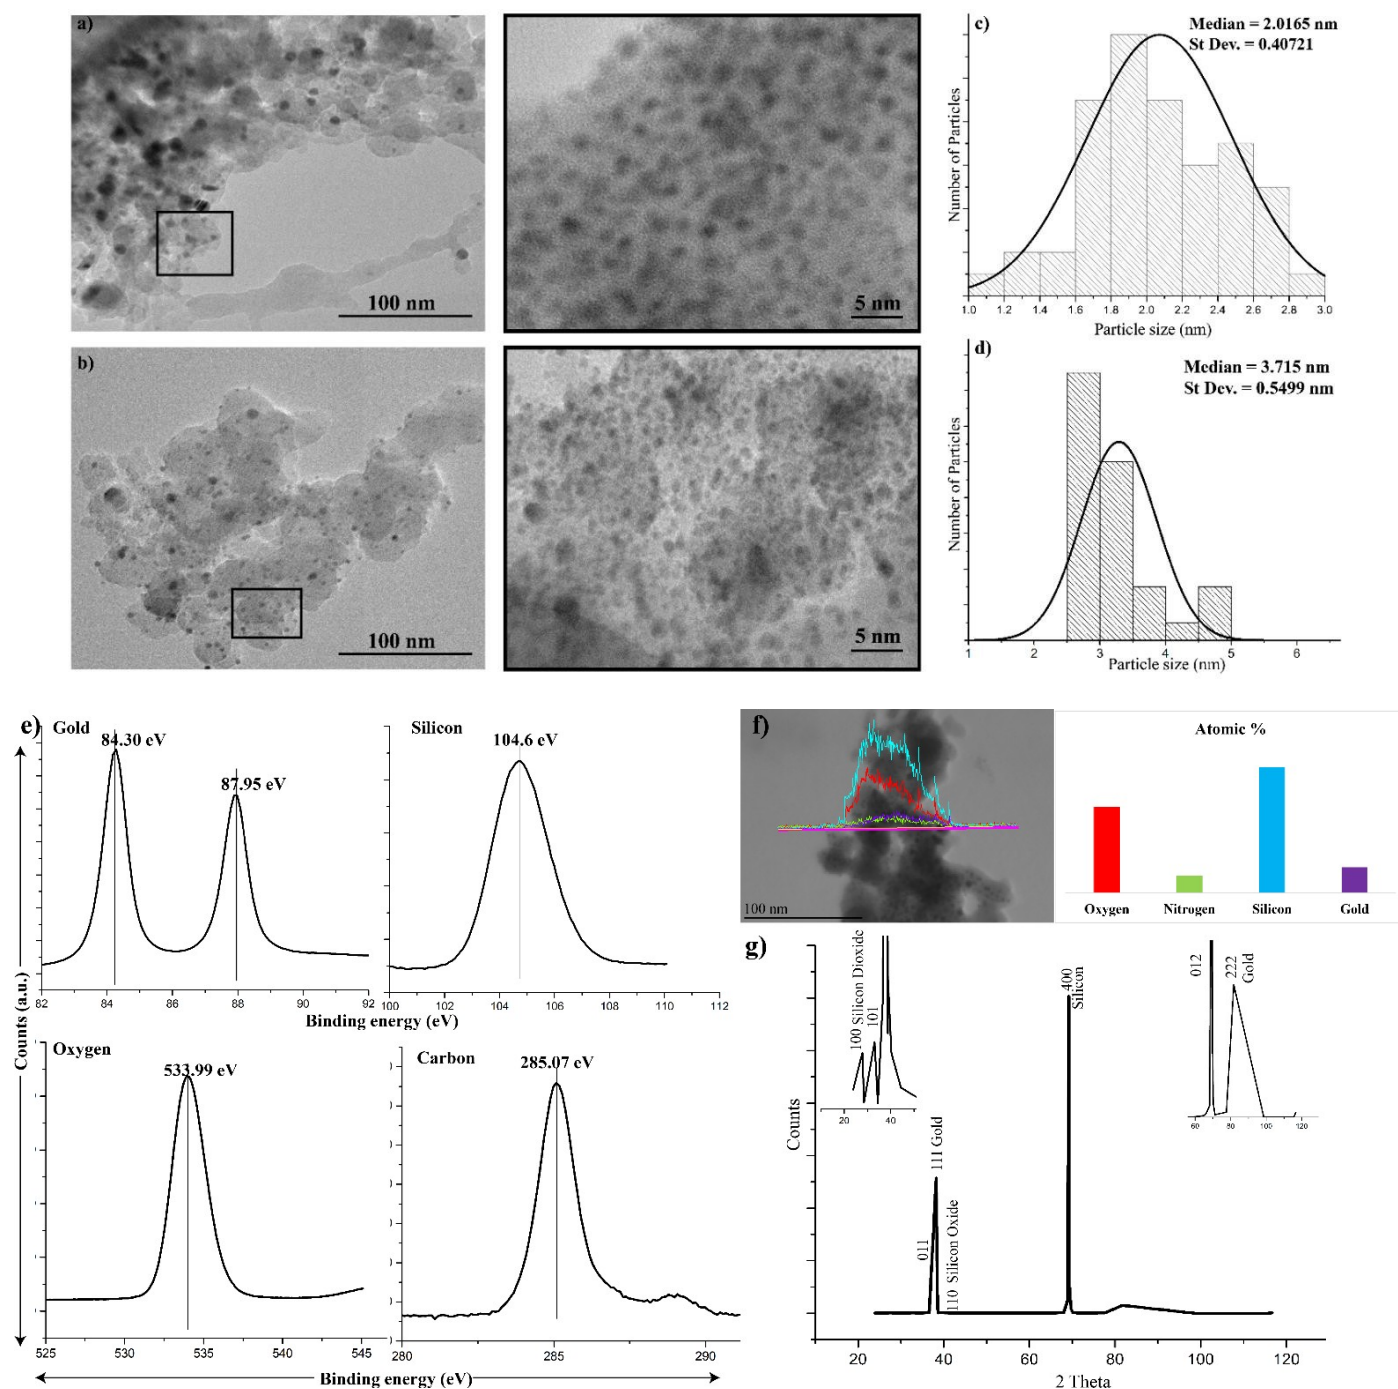 a)
100 nm
5 nm
c)
Median = 2.0165 nm
St Dev. = 0.40721
Number of Particles
1.0 1.2 1.4 1.6 1.8 2.0 2.2 2.4 2.6 2.8 3.0
Particle size (nm)
b)
100 nm
5 nm
d)
Median = 3.715 nm
St Dev. = 0.5499 nm
Number of Particles
1 2 3 4 5 6
Particle size (nm)
e)
Gold
84.30 eV
87.95 eV
82 84 86 88 90 92
Silicon
104.6 eV
100 102 104 106 108 110 112
Binding energy (eV)
Counts (a.u.)
Oxygen
533.99 eV
525 530 535 540 545
Carbon
285.07 eV
280 285 290
Binding energy (eV)
f)
100 nm
Atomic %
Oxygen Nitrogen Silicon Gold
g)
100 Silicon Dioxide
101
20 40
400
Silicon
012
222
Gold
60 70 80 100 120
Counts
011
111 Gold
110 Silicon Oxide
20 40 60 80 100 120
2 Theta